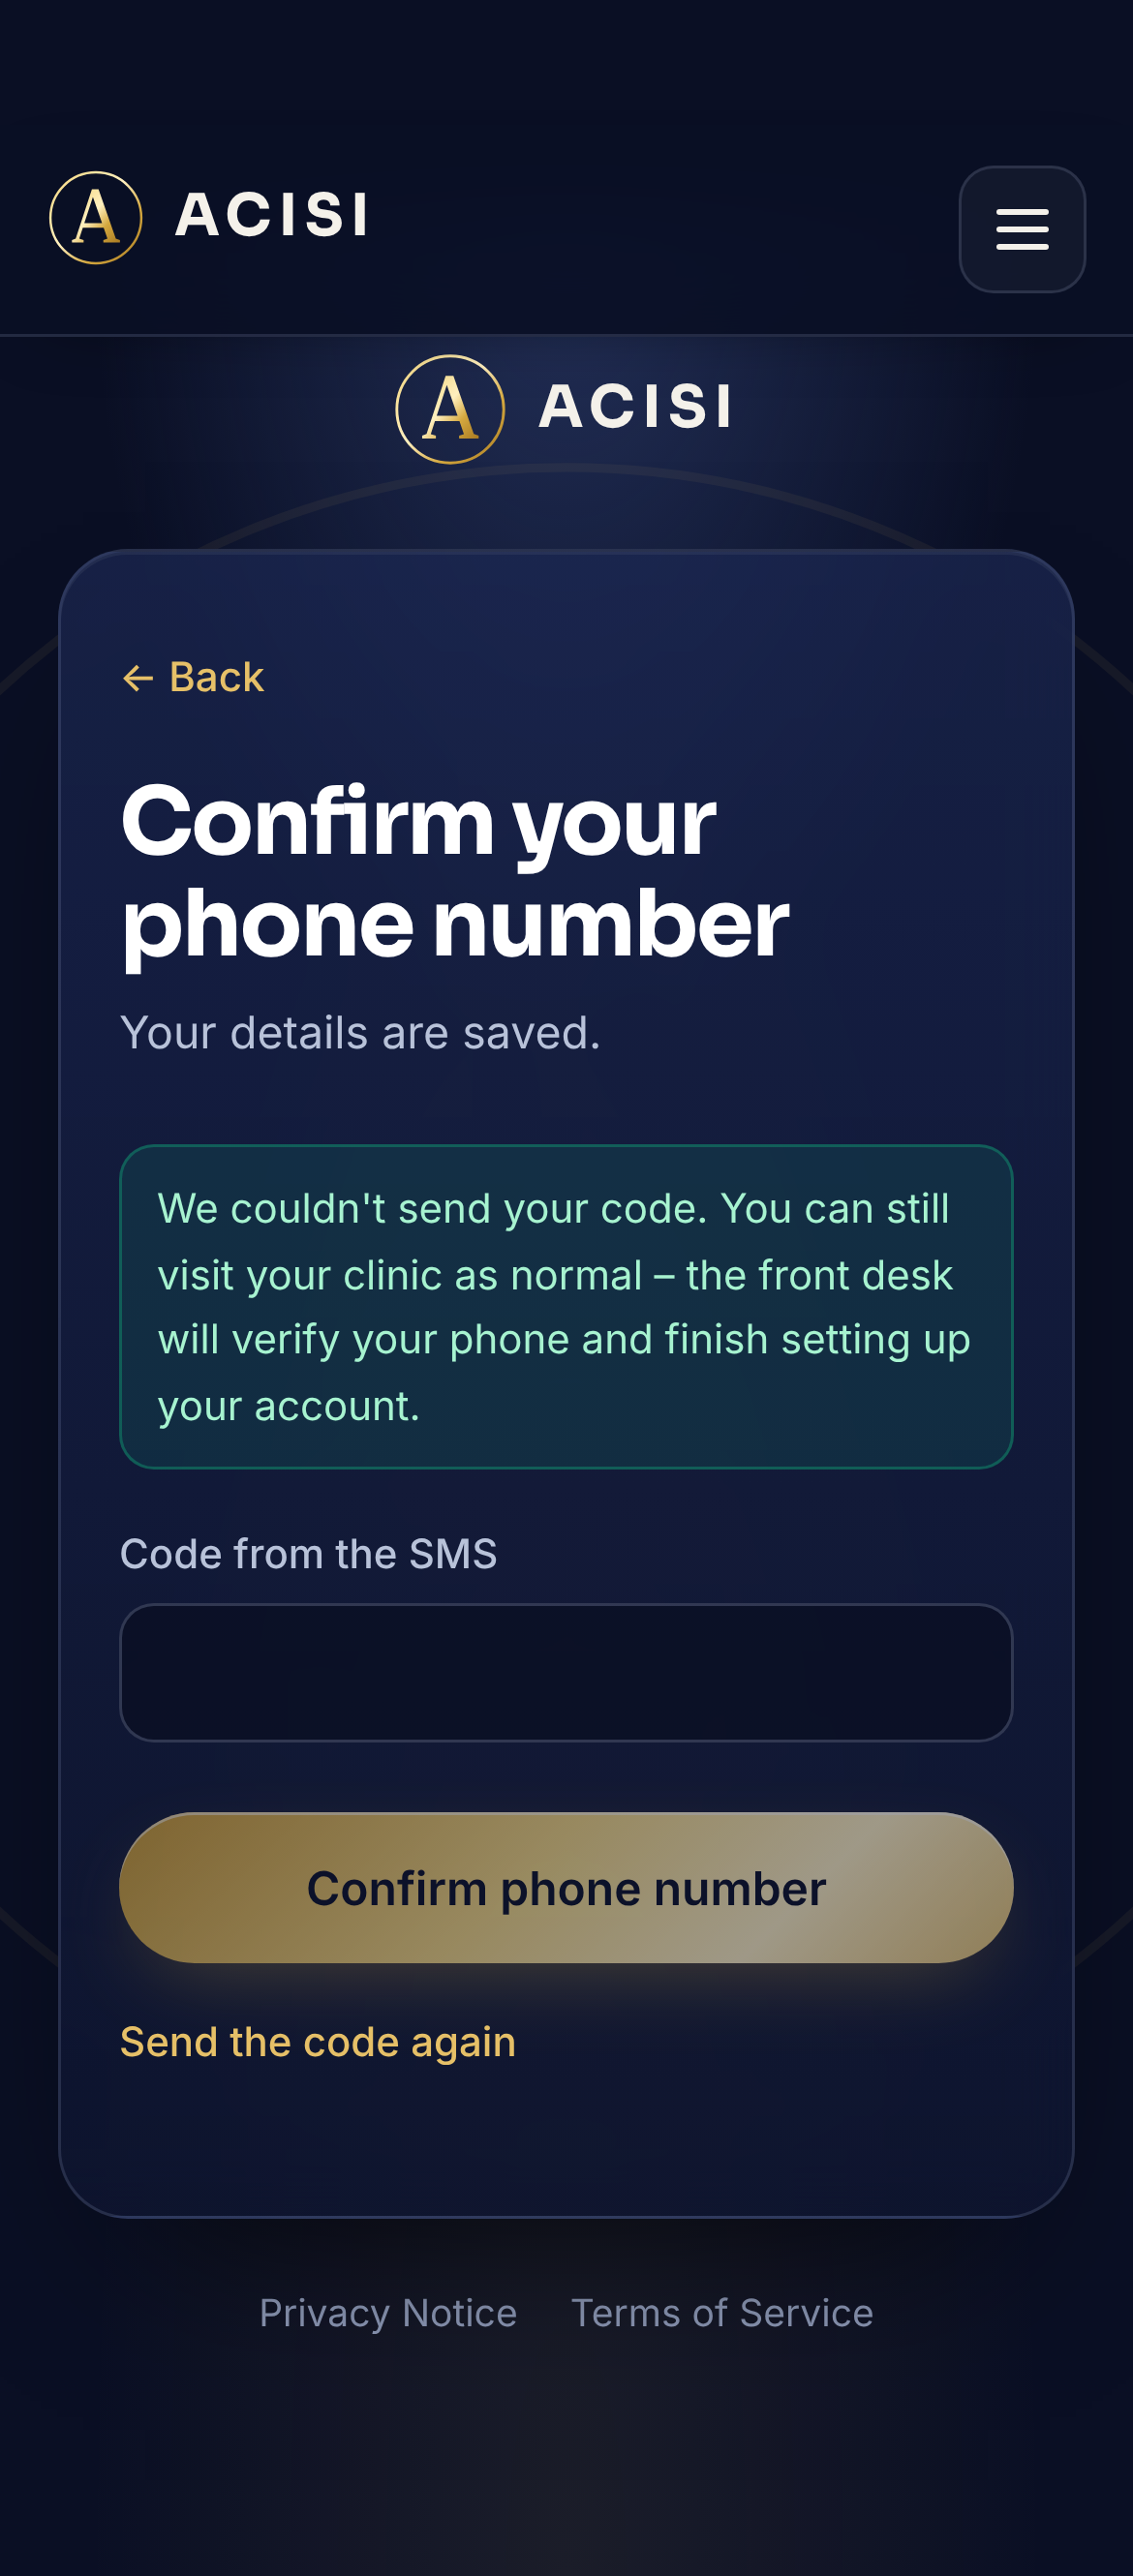 A ACISI
A ACISI
← Back
Confirm your
phone number
Your details are saved.
We couldn't send your code. You can still
visit your clinic as normal – the front desk
will verify your phone and finish setting up
your account.
Code from the SMS
Confirm phone number
Send the code again
Privacy Notice Terms of Service